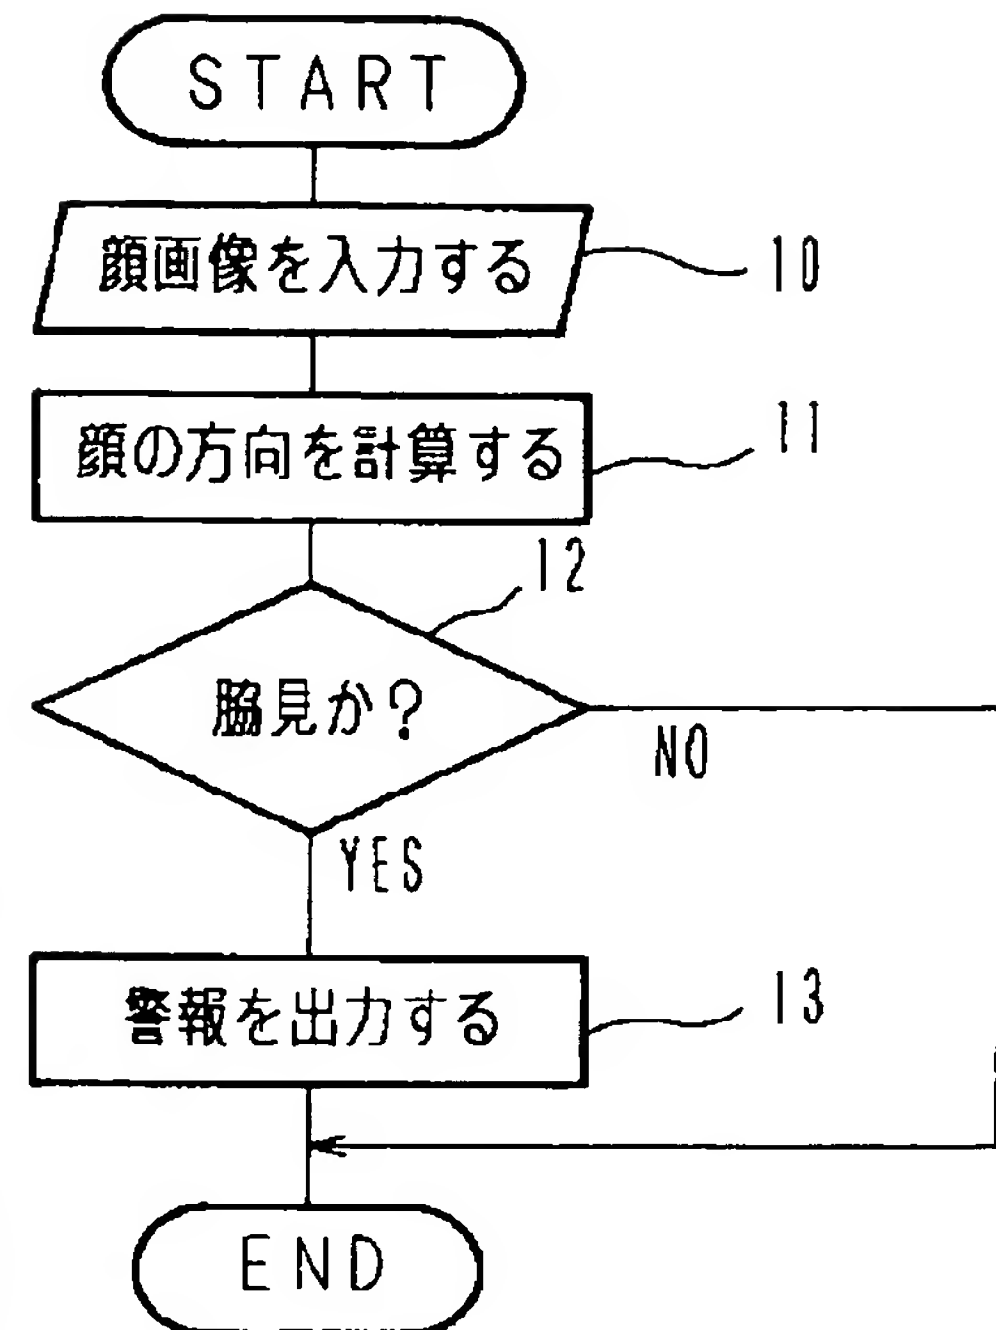 START
顔画像を入力する
10
顔の方向を計算する
11
12
脇見か?
NO
YES
警報を出力する
13
END